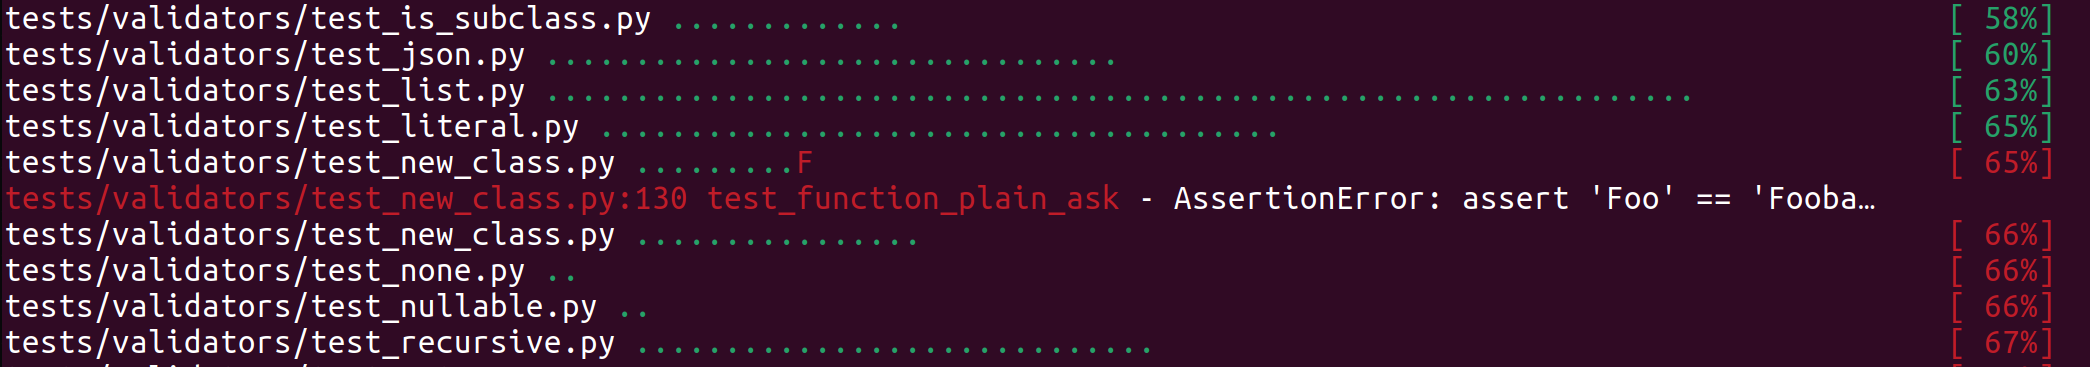 tests/validators/test_is_subclass.py ............. [ 58%]
tests/validators/test_json.py ................................ [ 60%]
tests/validators/test_list.py ................................................................ [ 63%]
tests/validators/test_literal.py ...................................... [ 65%]
tests/validators/test_new_class.py .........F [ 65%]
tests/validators/test_new_class.py:130 test_function_plain_ask - AssertionError: assert 'Foo' == 'Fooba…
tests/validators/test_new_class.py ................ [ 66%]
tests/validators/test_none.py .. [ 66%]
tests/validators/test_nullable.py .. [ 66%]
tests/validators/test_recursive.py ............................. [ 67%]